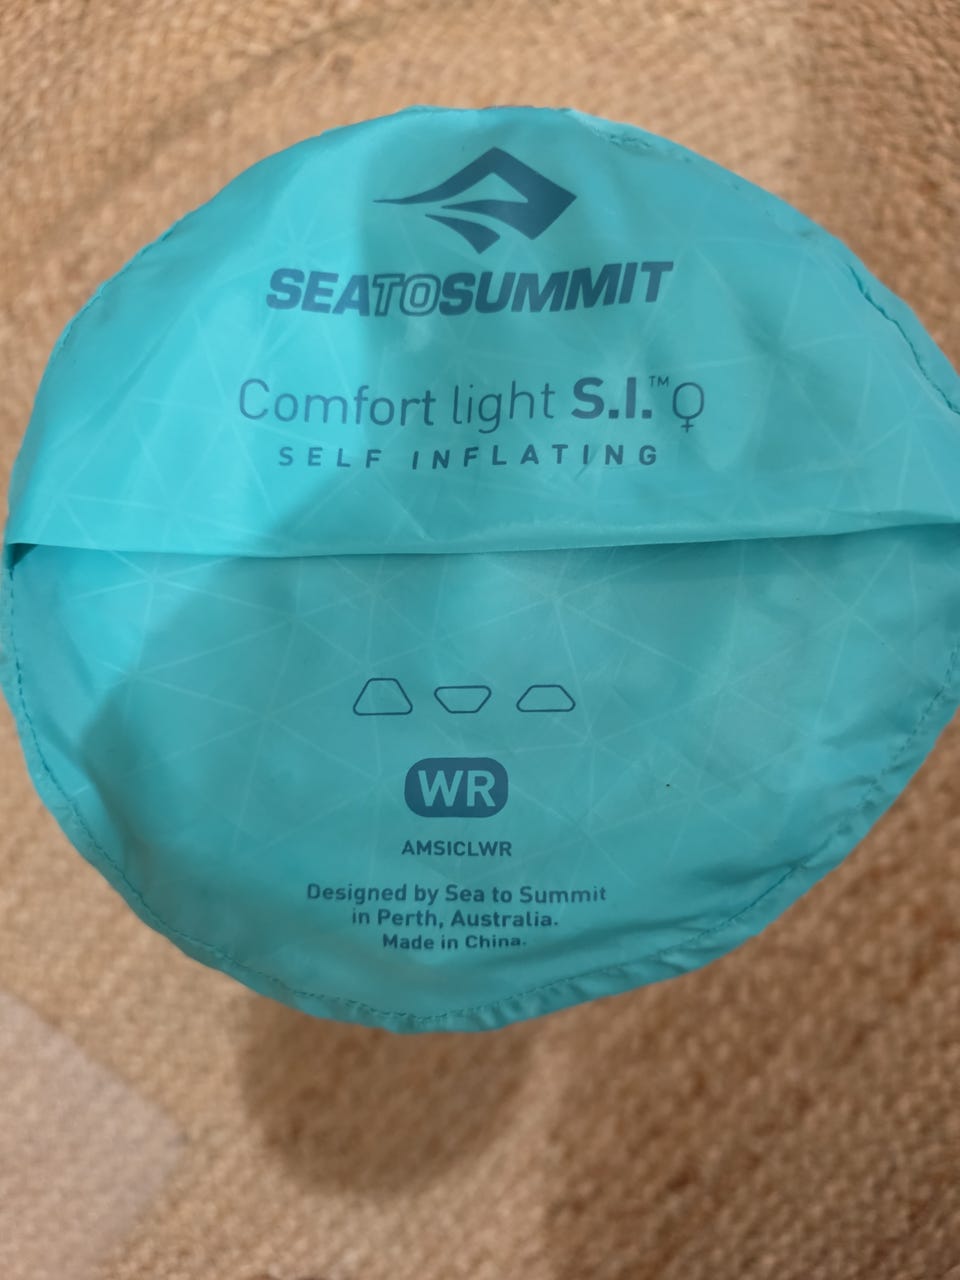 SEATOSUMMIT
Comfort light S.I.™ ♀
SELF INFLATING
WR
AMSICLWR
Designed by Sea to Summit
in Perth, Australia.
Made in China.